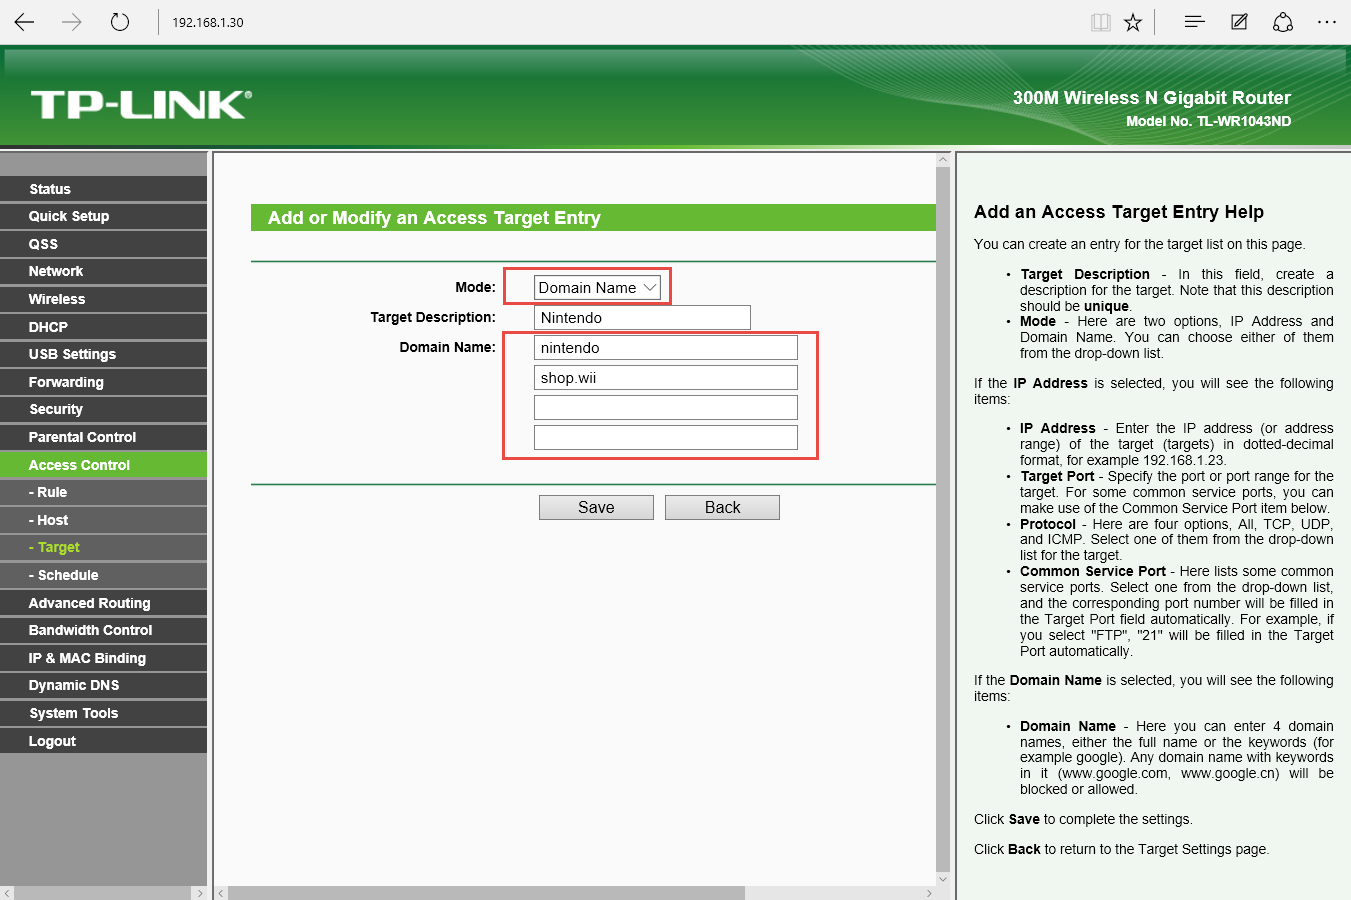 192.168.1.30
TP-LINK®
300M Wireless N Gigabit Router
Model No. TL-WR1043ND
Status
Quick Setup
QSS
Network
Wireless
DHCP
USB Settings
Forwarding
Security
Parental Control
Access Control
- Rule
- Host
- Target
- Schedule
Advanced Routing
Bandwidth Control
IP & MAC Binding
Dynamic DNS
System Tools
Logout
Add or Modify an Access Target Entry
Mode: Domain Name
Target Description: Nintendo
Domain Name: nintendo
shop.wii
Save Back
Add an Access Target Entry Help
You can create an entry for the target list on this page.
• Target Description - In this field, create a
description for the target. Note that this description
should be unique.
• Mode - Here are two options, IP Address and
Domain Name. You can choose either of them
from the drop-down list.
If the IP Address is selected, you will see the following
items:
• IP Address - Enter the IP address (or address
range) of the target (targets) in dotted-decimal
format, for example 192.168.1.23.
• Target Port - Specify the port or port range for the
target. For some common service ports, you can
make use of the Common Service Port item below.
• Protocol - Here are four options, All, TCP, UDP,
and ICMP. Select one of them from the drop-down
list for the target.
• Common Service Port - Here lists some common
service ports. Select one from the drop-down list,
and the corresponding port number will be filled in
the Target Port field automatically. For example, if
you select "FTP", "21" will be filled in the Target
Port automatically.
If the Domain Name is selected, you will see the following
items:
• Domain Name - Here you can enter 4 domain
names, either the full name or the keywords (for
example google). Any domain name with keywords
in it (www.google.com, www.google.cn) will be
blocked or allowed.
Click Save to complete the settings.
Click Back to return to the Target Settings page.